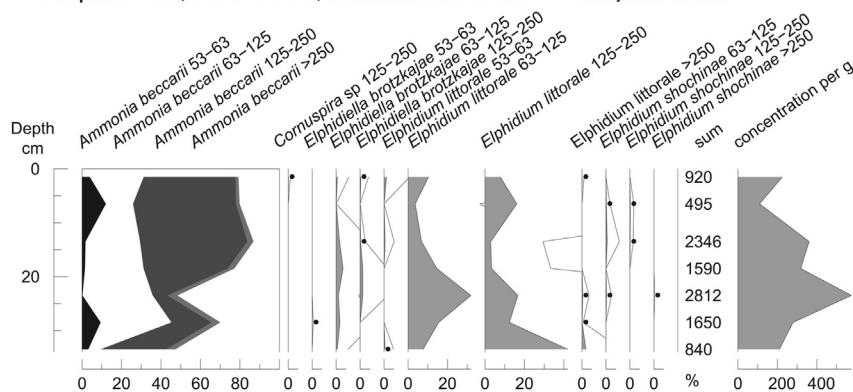 Ammonia beccarii 53–63
Ammonia beccarii 63–125
Ammonia beccarii 125-250
Ammonia beccarii >250
Cornuspira sp 125–250
Elphidiella brotzkajae 53–63
Elphidiella brotzkajae 63–125
Elphidiella brotzkajae 125–250
Elphidium littorale 53–63
Elphidium littorale 63–125
Elphidium littorale 125–250
Elphidium littorale >250
Elphidium shochinae 63–125
Elphidium shochinae 125–250
Elphidium shochinae >250
sum
concentration per g
Depth
cm
0
20
920
495
2346
1590
2812
1650
840
0 20 40 60 80 0 0 0 0 0 0 20 0 20 40 0 0 0 0 % 0 200 400